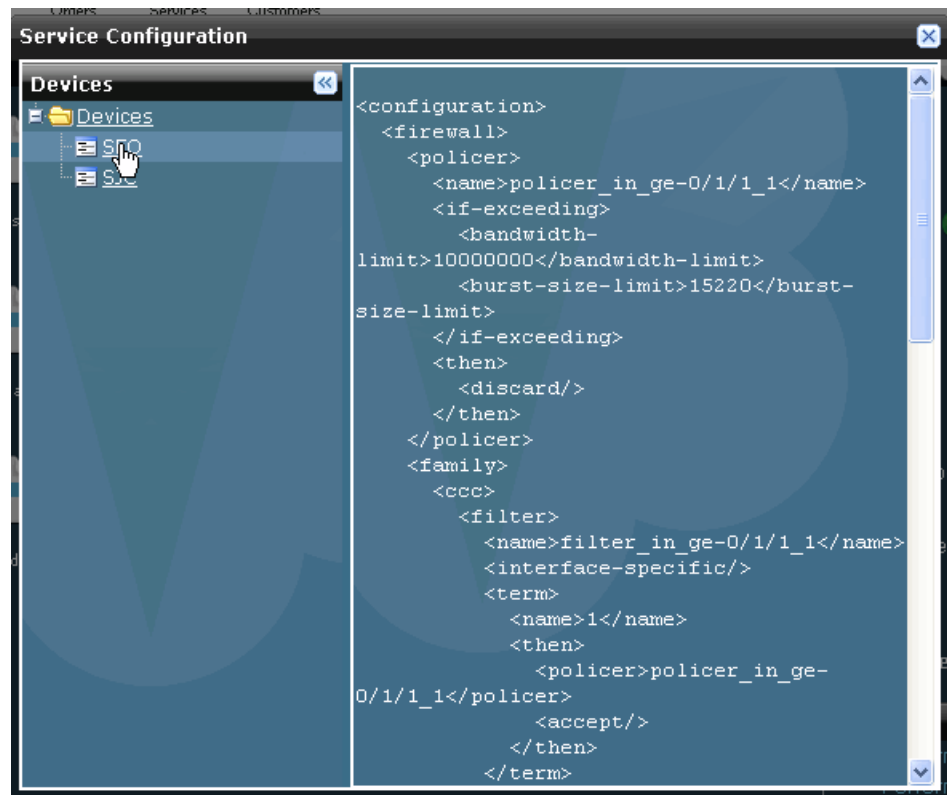 Orders Services Customers
Service Configuration
Devices
Devices
<configuration>
<firewall>
<policer>
<name>policer_in_ge-0/1/1_1</name>
<if-exceeding>
<bandwidth-
limit>10000000</bandwidth-limit>
<burst-size-limit>15220</burst-
size-limit>
</if-exceeding>
<then>
<discard/>
</then>
</policer>
<family>
<ccc>
<filter>
<name>filter_in_ge-0/1/1_1</name>
<interface-specific/>
<term>
<name>1</name>
<then>
<policer>policer_in_ge-
0/1/1_1</policer>
<accept/>
</then>
</term>